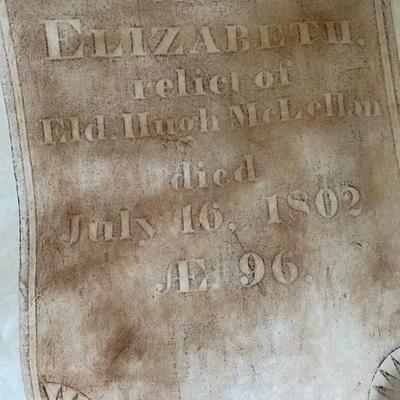 ELIZABETH,
relict of
Eld. Hugh McLellan
died
July 16, 1802,
Æ. 96.